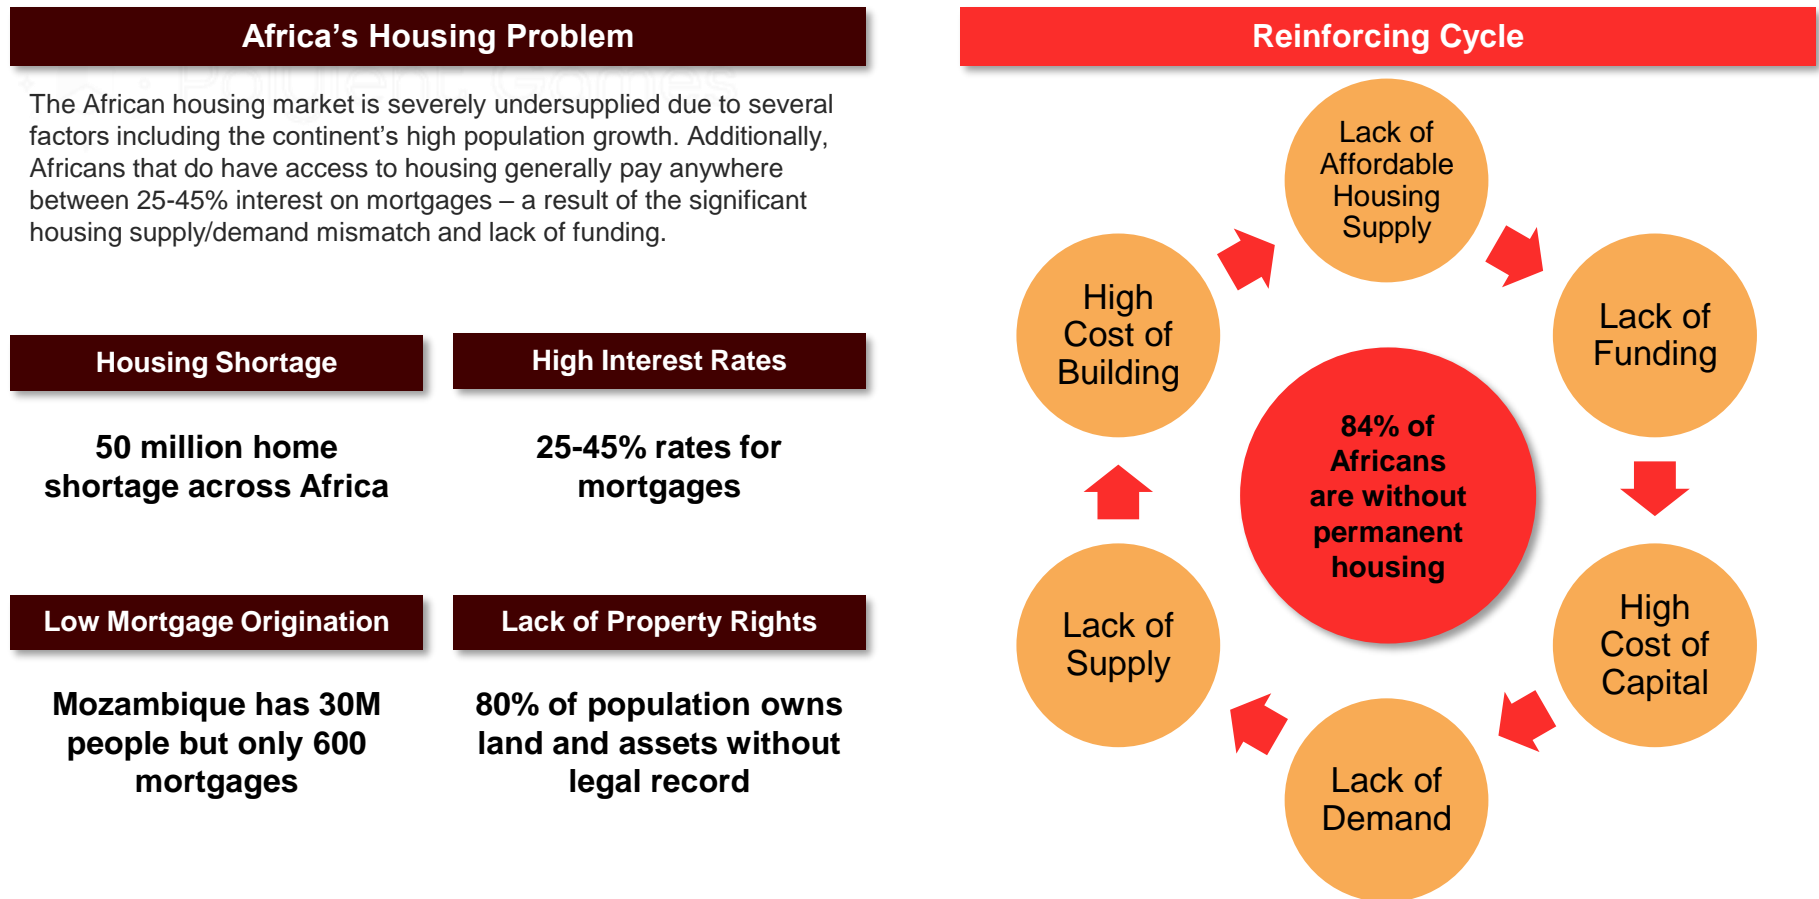 Africa’s Housing Problem
The African housing market is severely undersupplied due to several
factors including the continent’s high population growth. Additionally,
Africans that do have access to housing generally pay anywhere
between 25-45% interest on mortgages – a result of the significant
housing supply/demand mismatch and lack of funding.
Housing Shortage
50 million home
shortage across Africa
High Interest Rates
25-45% rates for
mortgages
Low Mortgage Origination
Mozambique has 30M
people but only 600
mortgages
Lack of Property Rights
80% of population owns
land and assets without
legal record
Reinforcing Cycle
Lack of
Affordable
Housing
Supply
Lack of
Funding
High
Cost of
Capital
Lack of
Demand
Lack of
Supply
High
Cost of
Building
84% of
Africans
are without
permanent
housing